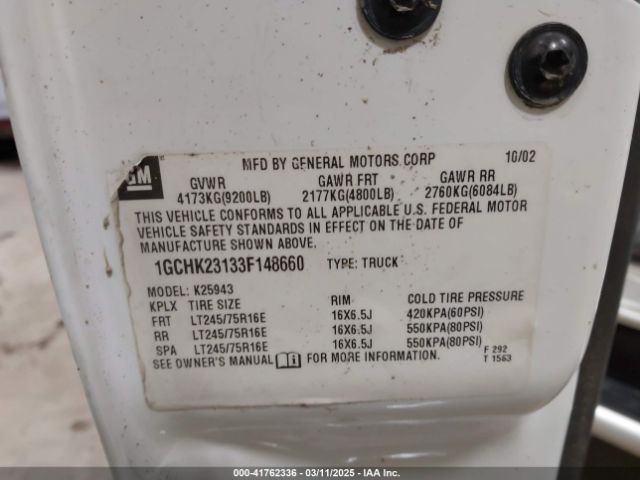 GM
MFD BY GENERAL MOTORS CORP 10/02
GVWR GAWR FRT GAWR RR
4173KG(9200LB) 2177KG(4800LB) 2760KG(6084LB)
THIS VEHICLE CONFORMS TO ALL APPLICABLE U.S. FEDERAL MOTOR
VEHICLE SAFETY STANDARDS IN EFFECT ON THE DATE OF
MANUFACTURE SHOWN ABOVE.
1GCHK23133F148660 TYPE: TRUCK
MODEL: K25943
KPLX TIRE SIZE RIM COLD TIRE PRESSURE
FRT LT245/75R16E 16X6.5J 420KPA(60PSI)
RR LT245/75R16E 16X6.5J 550KPA(80PSI)
SPA LT245/75R16E 16X6.5J 550KPA(80PSI)
SEE OWNER'S MANUAL FOR MORE INFORMATION.
F 292
T 1563
000-41762336 - 03/11/2025 - IAA Inc.